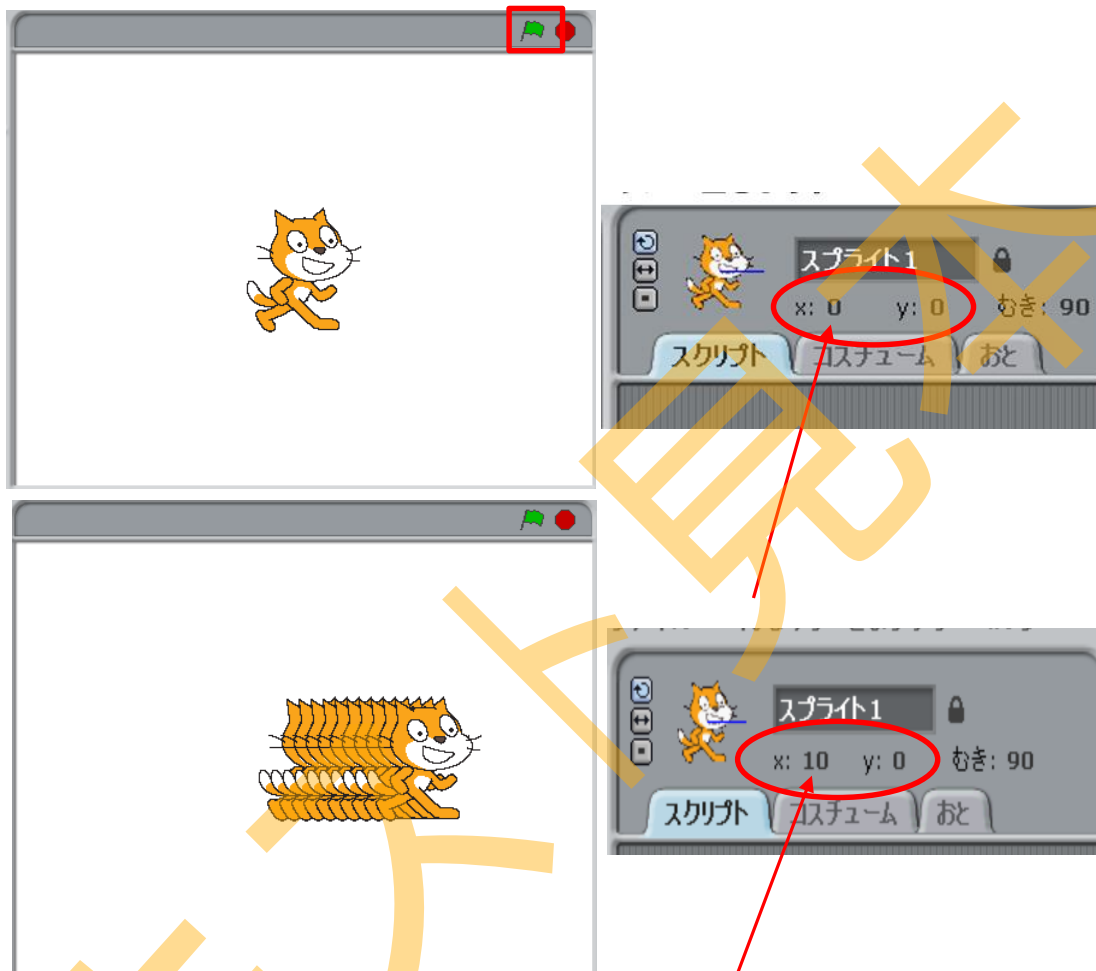 スプライト1
x: 0 y: 0 むき: 90
スクリプト コスチューム おと
スプライト1
x: 10 y: 0 むき: 90
スクリプト コスチューム おと
見本